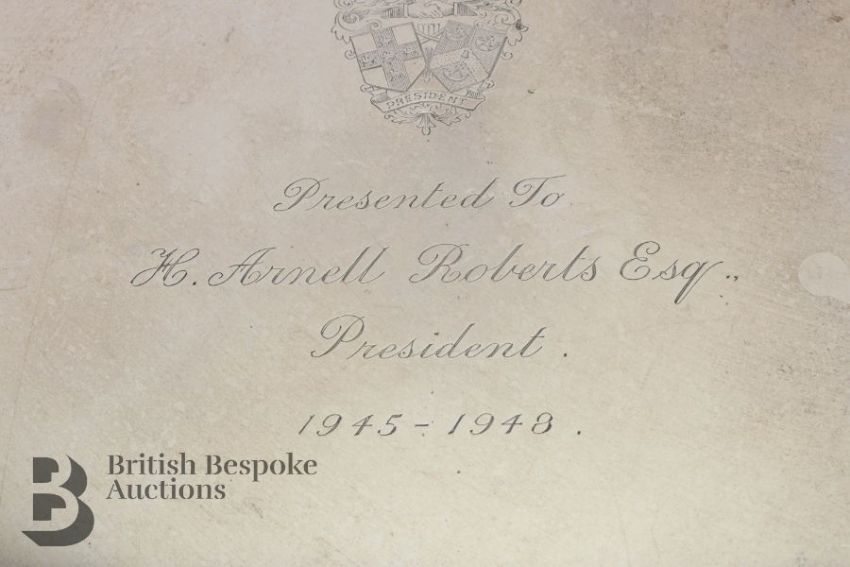 PRESIDENT
Presented To
H. Arnell Roberts Esq.,
President.
1945-1948.
British Bespoke
Auctions